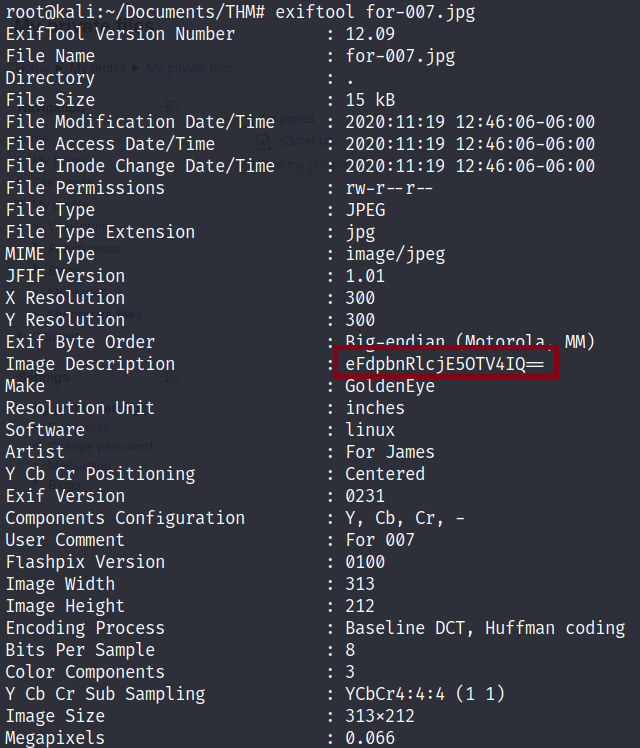 root@kali:~/Documents/THM# exiftool for-007.jpg
ExifTool Version Number : 12.09
File Name : for-007.jpg
Directory : .
File Size : 15 kB
File Modification Date/Time : 2020:11:19 12:46:06-06:00
File Access Date/Time : 2020:11:19 12:46:06-06:00
File Inode Change Date/Time : 2020:11:19 12:46:06-06:00
File Permissions : rw-r--r--
File Type : JPEG
File Type Extension : jpg
MIME Type : image/jpeg
JFIF Version : 1.01
X Resolution : 300
Y Resolution : 300
Exif Byte Order : Big-endian (Motorola, MM)
Image Description : eFdpbnRlcjE5OTV4IQ==
Make : GoldenEye
Resolution Unit : inches
Software : linux
Artist : For James
Y Cb Cr Positioning : Centered
Exif Version : 0231
Components Configuration : Y, Cb, Cr, -
User Comment : For 007
Flashpix Version : 0100
Image Width : 313
Image Height : 212
Encoding Process : Baseline DCT, Huffman coding
Bits Per Sample : 8
Color Components : 3
Y Cb Cr Sub Sampling : YCbCr4:4:4 (1 1)
Image Size : 313×212
Megapixels : 0.066